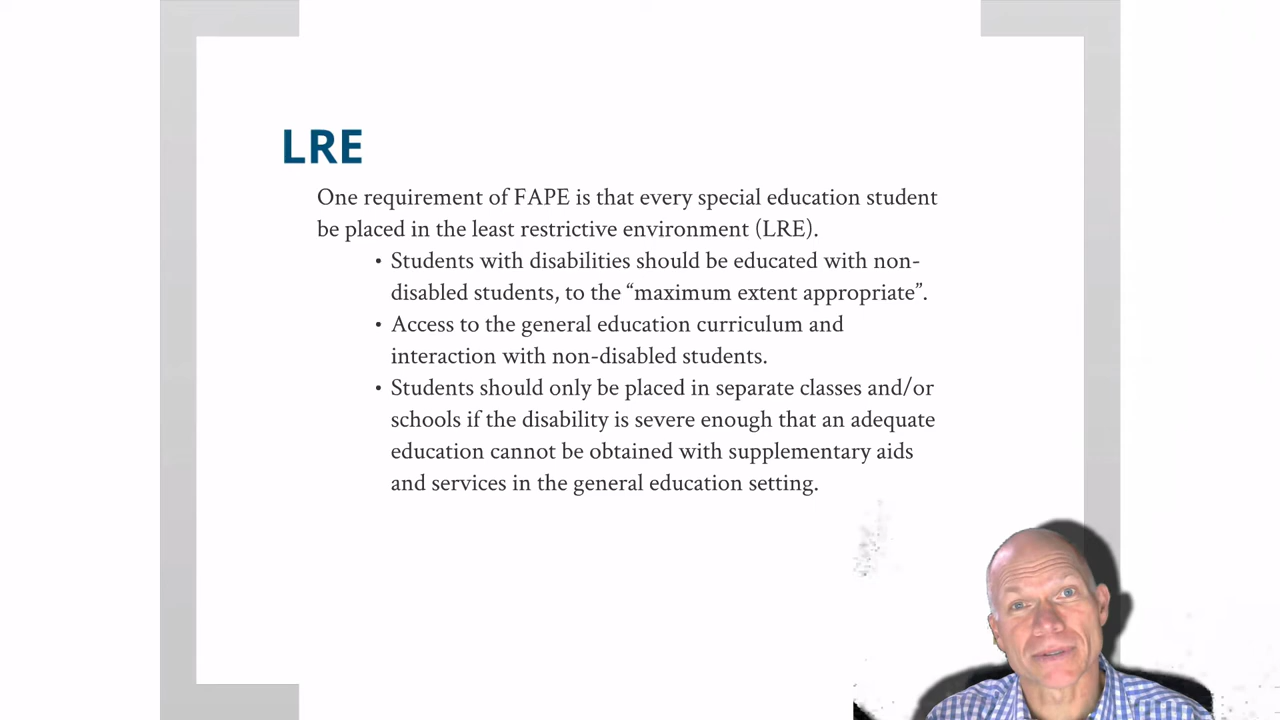 LRE
One requirement of FAPE is that every special education student
be placed in the least restrictive environment (LRE).
• Students with disabilities should be educated with non-
disabled students, to the “maximum extent appropriate”.
• Access to the general education curriculum and
interaction with non-disabled students.
• Students should only be placed in separate classes and/or
schools if the disability is severe enough that an adequate
education cannot be obtained with supplementary aids
and services in the general education setting.